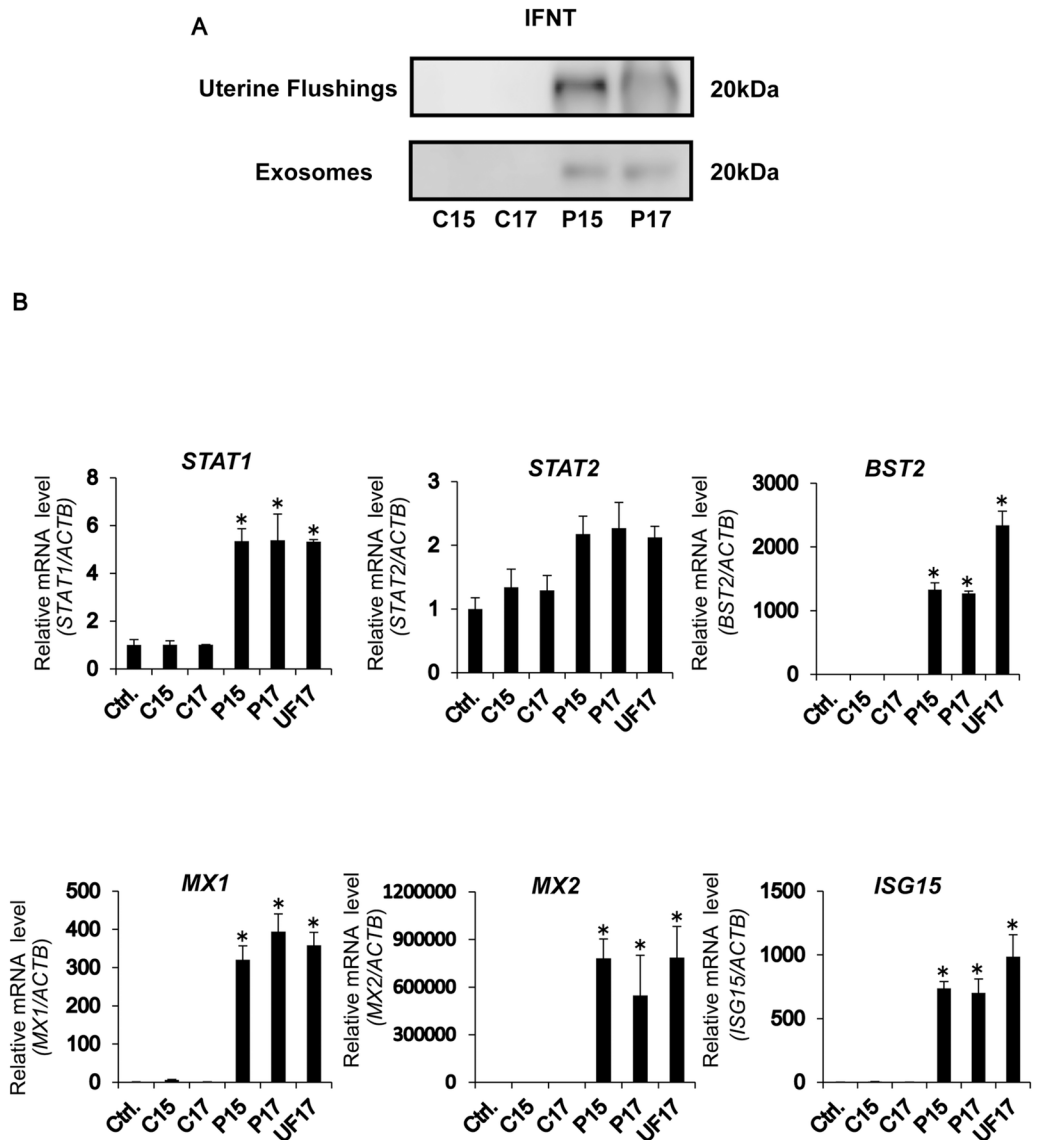 A
IFNT
Uterine Flushings
20kDa
Exosomes
20kDa
C15 C17 P15 P17
B
STAT1
Relative mRNA level
(STAT1/ACTB)
8
6
4
2
0
* * *
Ctrl. C15 C17 P15 P17 UF17
STAT2
Relative mRNA level
(STAT2/ACTB)
3
2
1
0
Ctrl. C15 C17 P15 P17 UF17
BST2
Relative mRNA level
(BST2/ACTB)
3000
2000
1000
0
* * *
Ctrl. C15 C17 P15 P17 UF17
MX1
Relative mRNA level
(MX1/ACTB)
500
400
300
200
100
0
* * *
Ctrl. C15 C17 P15 P17 UF17
MX2
Relative mRNA level
(MX2/ACTB)
1200000
900000
600000
300000
0
* * *
Ctrl. C15 C17 P15 P17 UF17
ISG15
Relative mRNA level
(ISG15/ACTB)
1500
1000
500
0
* * *
Ctrl. C15 C17 P15 P17 UF17